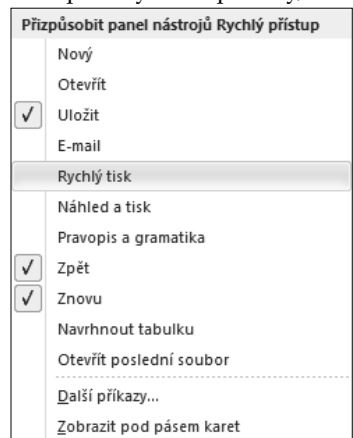 Přizpůsobit panel nástrojů Rychlý přístup
Nový
Otevřít
Uložit
E-mail
Rychlý tisk
Náhled a tisk
Pravopis a gramatika
Zpět
Znovu
Navrhnout tabulku
Otevřít poslední soubor
Další příkazy...
Zobrazit pod pásem karet